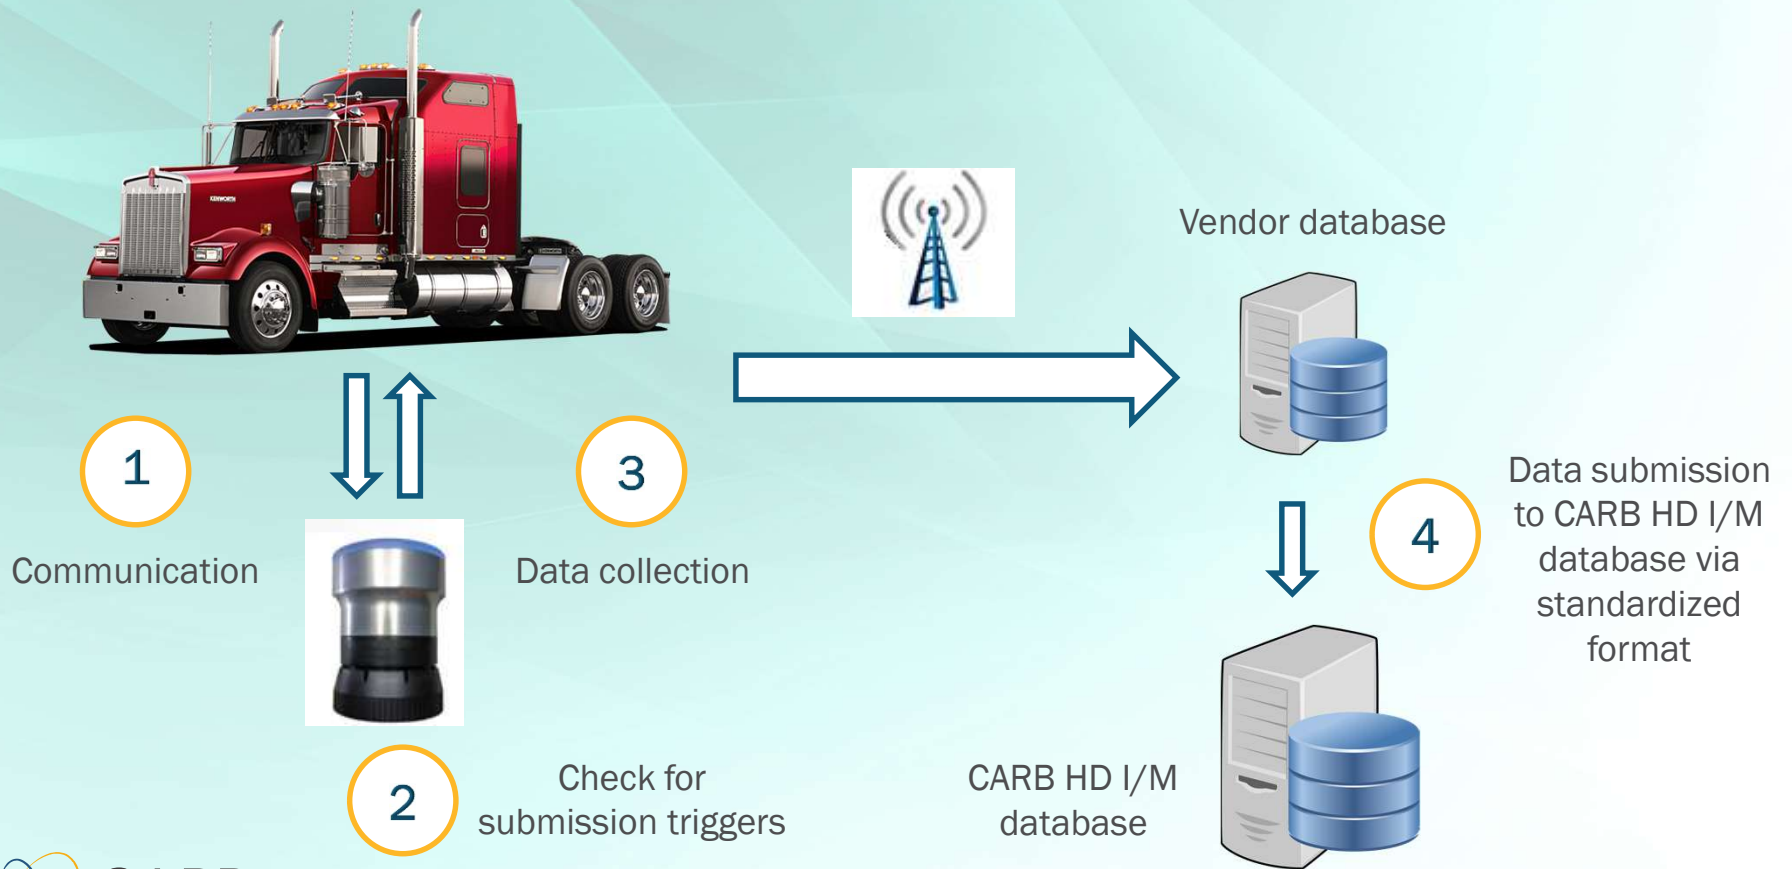 KENWORTH
Vendor database
1
Communication
3
Data collection
2
Check for
submission triggers
4
Data submission
to CARB HD I/M
database via
standardized
format
CARB HD I/M
database